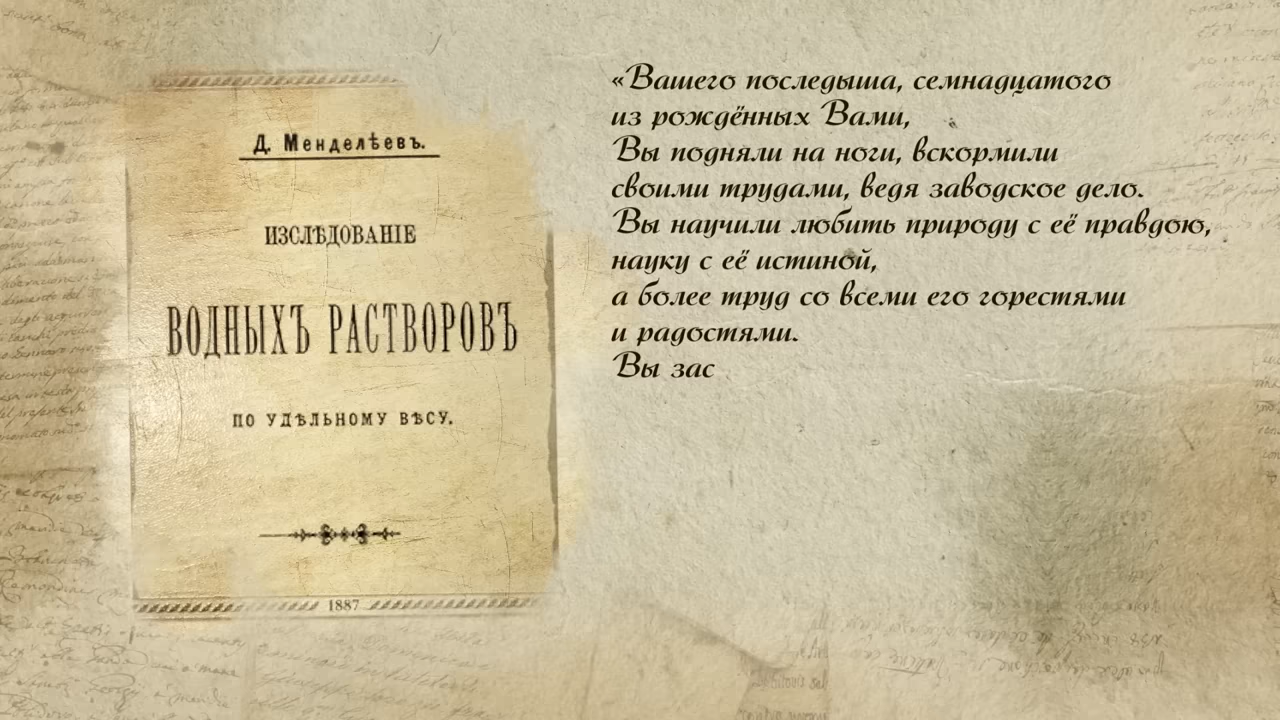 Д. Менделѣевъ.
ИЗСЛѢДОВАНІЕ
ВОДНЫХЪ РАСТВОРОВЪ
ПО УДѢЛЬНОМУ ВѢСУ.
1887
«Вашего последыша, семнадцатого
из рождённых Вами,
Вы подняли на ноги, вскормили
своими трудами, ведя заводское дело.
Вы научили любить природу с её правдою,
науку с её истиной,
а более труд со всеми его горестями
и радостями.
Вы зас